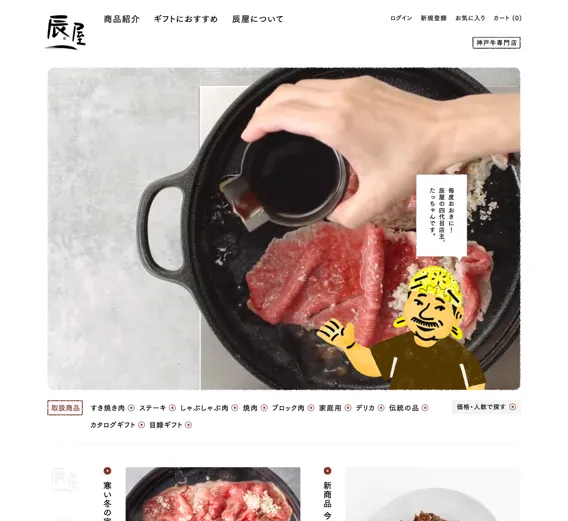 辰屋
商品紹介 ギフトにおすすめ 辰屋について
ログイン 新規登録 お気に入り カート (0)
神戸牛専門店
毎度おおきに!
辰屋の四代目店主、
たっちゃんです。
取扱商品 すき焼き肉 ステーキ しゃぶしゃぶ肉 焼肉 ブロック肉 家庭用 デリカ 伝統の品 価格・人数で探す
カタログギフト 目録ギフト
辰屋
寒い冬の
新商品 今